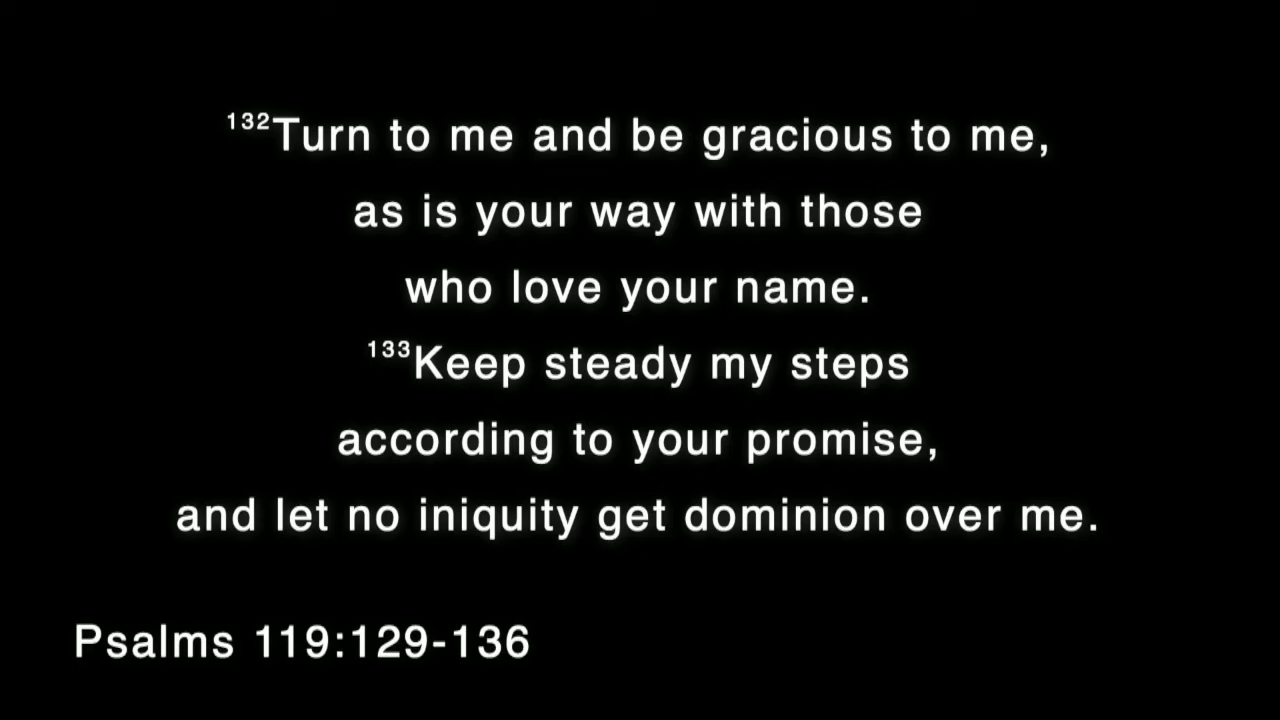 ¹³²Turn to me and be gracious to me,
as is your way with those
who love your name.
¹³³Keep steady my steps
according to your promise,
and let no iniquity get dominion over me.
Psalms 119:129-136